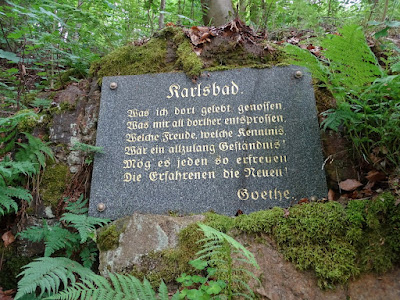 Karlsbad.
Was ich dort gelebt genossen
Was mir all dorther entsprossen
Welche Freude, welche Kenntnis
Wär ein allzulang Geständnis!
Mög es jeden so erfreuen
Die Erfahrenen die Neuen!
Goethe.